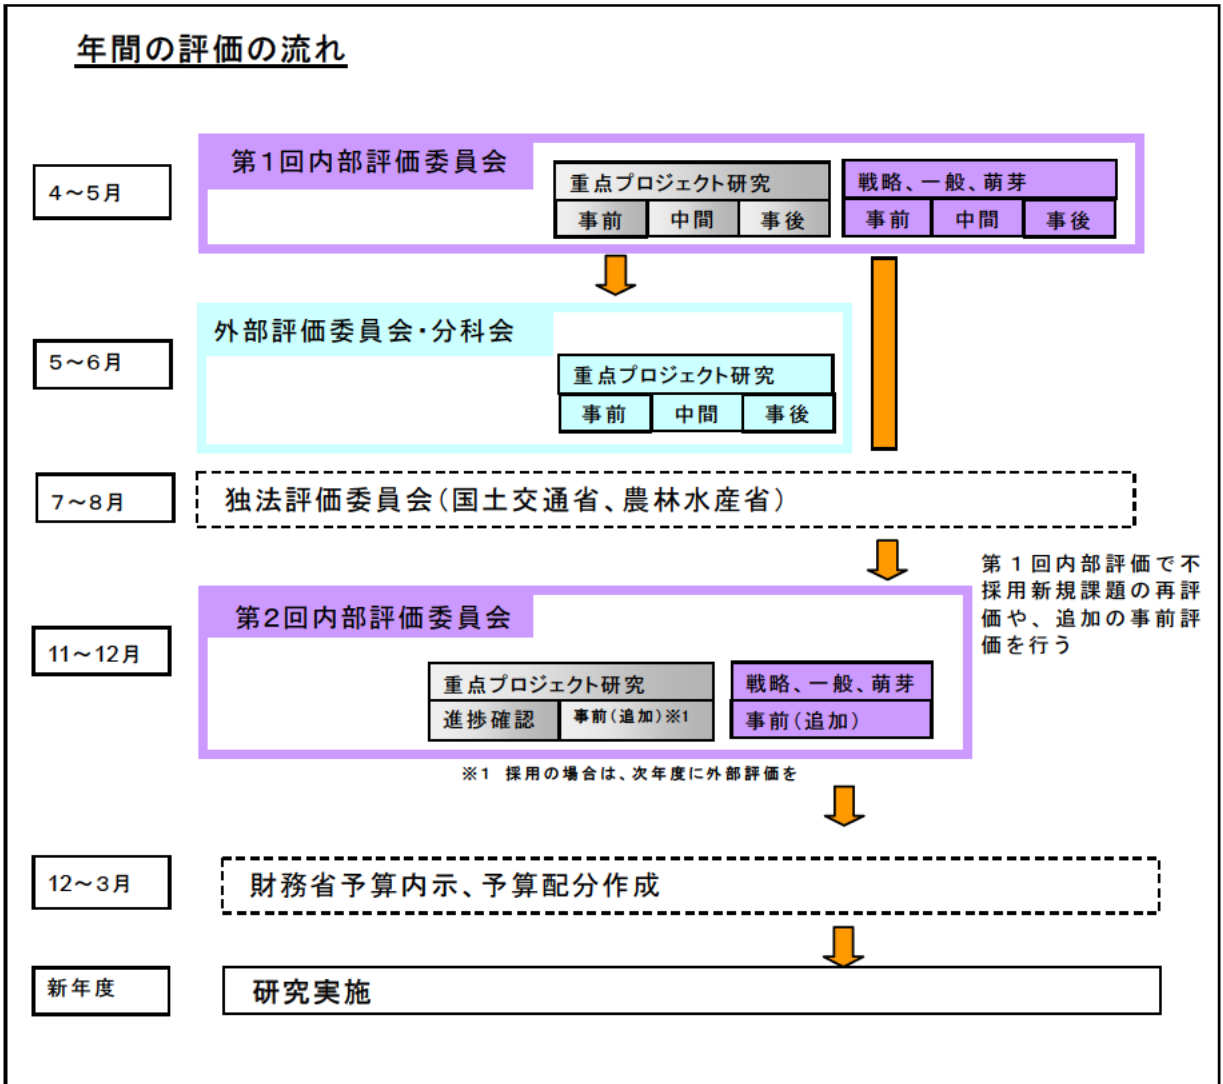 年間の評価の流れ
4～5月
第1回内部評価委員会
重点プロジェクト研究
事前 中間 事後
戦略、一般、萌芽
事前 中間 事後
5～6月
外部評価委員会・分科会
重点プロジェクト研究
事前 中間 事後
7～8月
独法評価委員会(国土交通省、農林水産省)
第1回内部評価で不
採用新規課題の再評
価や、追加の事前評
価を行う
11～12月
第2回内部評価委員会
重点プロジェクト研究
進捗確認 事前(追加)※1
戦略、一般、萌芽
事前(追加)
※1 採用の場合は、次年度に外部評価を
12～3月
財務省予算内示、予算配分作成
新年度
研究実施